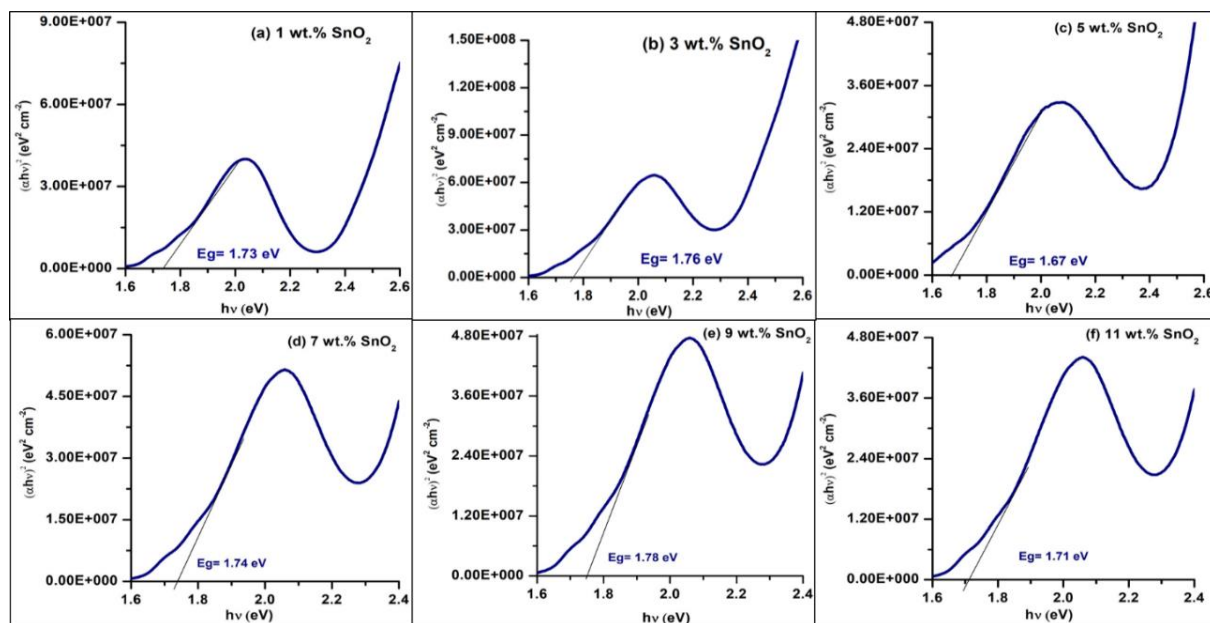 (a) 1 wt.% SnO₂
9.00E+007
6.00E+007
3.00E+007
0.00E+000
(αhν)² (eV² cm⁻²)
Eg= 1.73 eV
1.6 1.8 2.0 2.2 2.4 2.6
hν (eV)
(b) 3 wt.% SnO₂
1.50E+008
1.20E+008
9.00E+007
6.00E+007
3.00E+007
0.00E+000
(αhν)² (eV² cm⁻²)
Eg= 1.76 eV
1.6 1.8 2.0 2.2 2.4 2.6
hν (eV)
(c) 5 wt.% SnO₂
4.80E+007
3.60E+007
2.40E+007
1.20E+007
0.00E+000
(αhν)² (eV² cm⁻²)
Eg= 1.67 eV
1.6 1.8 2.0 2.2 2.4
hν (eV)
(d) 7 wt.% SnO₂
6.00E+007
4.50E+007
3.00E+007
1.50E+007
0.00E+000
(αhν)² (eV² cm⁻²)
Eg= 1.74 eV
1.6 1.8 2.0 2.2 2.4
hν (eV)
(e) 9 wt.% SnO₂
4.80E+007
3.60E+007
2.40E+007
1.20E+007
0.00E+000
(αhν)² (eV² cm⁻²)
Eg= 1.78 eV
1.6 1.8 2.0 2.2 2.4
hν (eV)
(f) 11 wt.% SnO₂
4.80E+007
3.60E+007
2.40E+007
1.20E+007
0.00E+000
(αhν)² (eV² cm⁻²)
Eg= 1.71 eV
1.6 1.8 2.0 2.2 2.4
hν (eV)